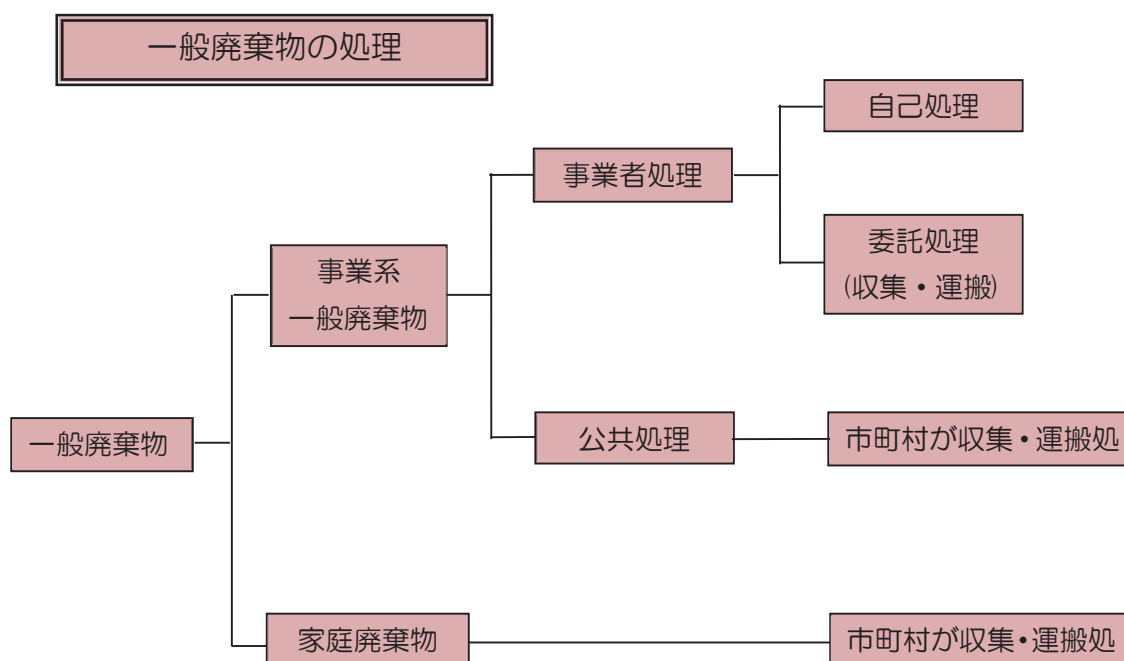 一般廃棄物の処理
自己処理
事業者処理
委託処理
(収集・運搬)
事業系
一般廃棄物
一般廃棄物
公共処理
市町村が収集・運搬処
家庭廃棄物
市町村が収集・運搬処